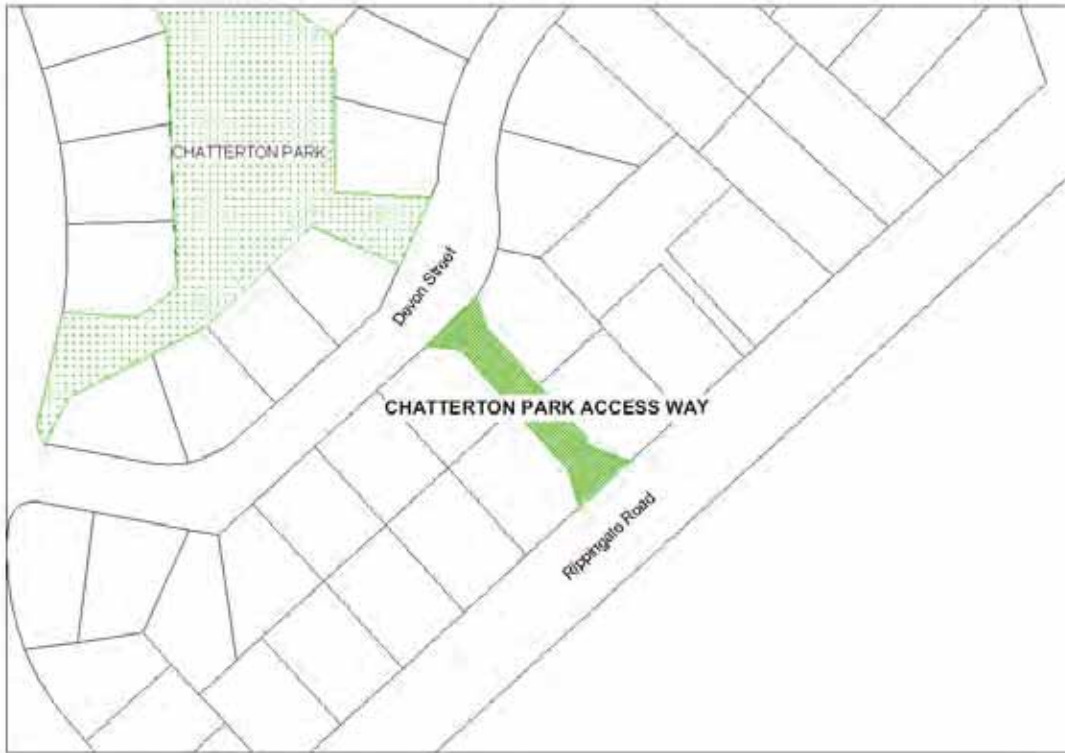 CHATTERTON PARK
Devon Street
CHATTERTON PARK ACCESS WAY
Rippingale Road